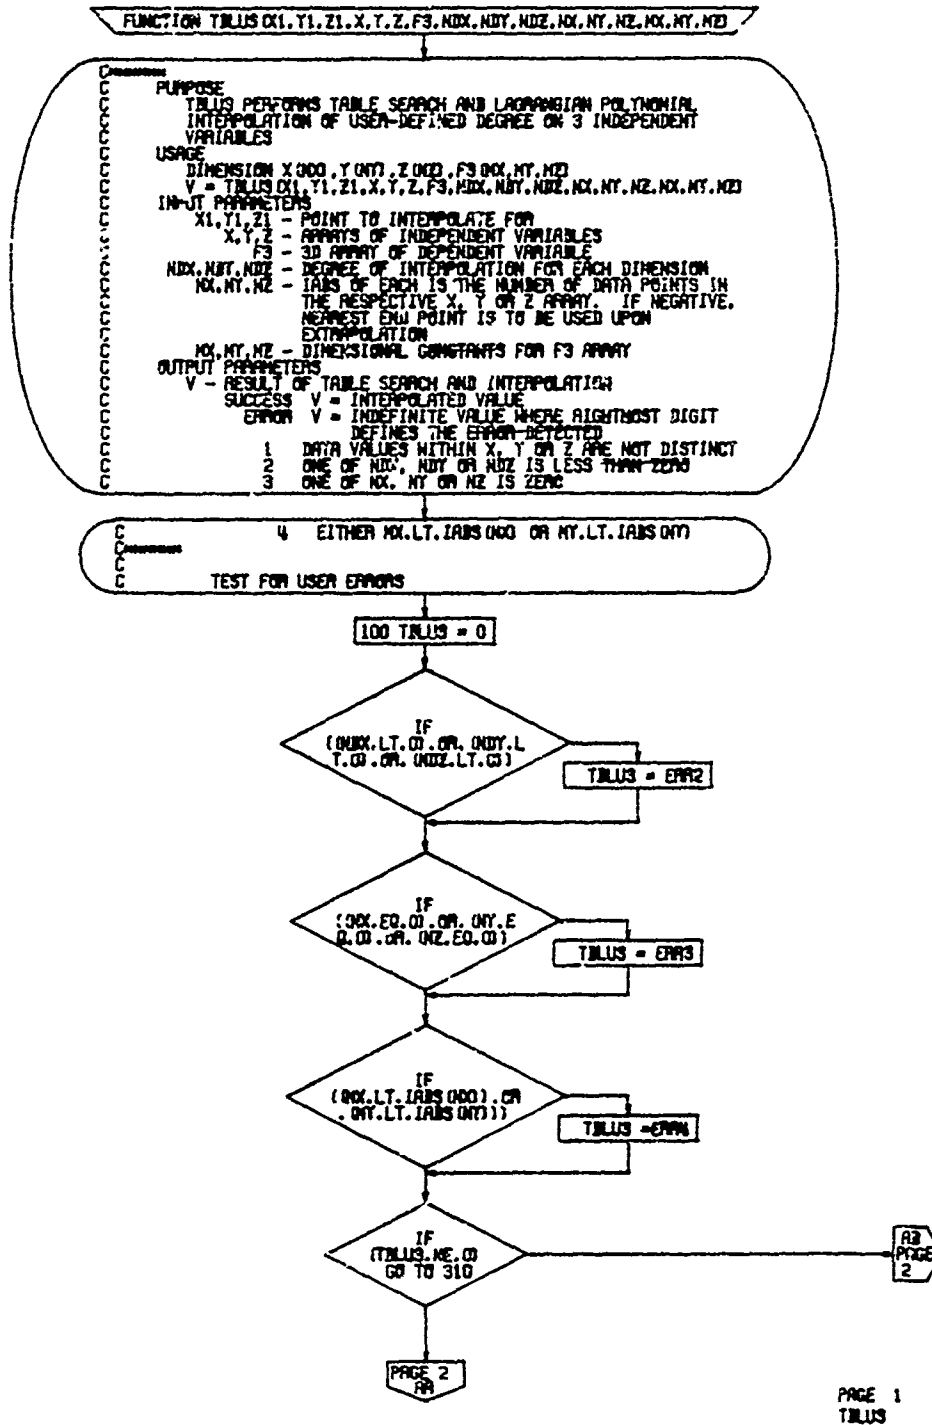 FUNCTION TBLU3(X1,Y1,Z1,X,Y,Z,F3,NDX,NDY,NDZ,NX,NY,NZ,MX,MY,MZ)
C
C PURPOSE
C TBLU3 PERFORMS TABLE SEARCH AND LAGRANGIAN POLYNOMIAL
C INTERPOLATION OF USER-DEFINED DEGREE ON 3 INDEPENDENT
C VARIABLES
C USAGE
C DIMENSION X(NX),Y(NY),Z(NZ),F3(MX,MY,MZ)
C V = TBLU3(X1,Y1,Z1,X,Y,Z,F3,NDX,NDY,NDZ,NX,NY,NZ,MX,MY,MZ)
C INPUT PARAMETERS
C X1,Y1,Z1 - POINT TO INTERPOLATE FOR
C X,Y,Z - ARRAYS OF INDEPENDENT VARIABLES
C F3 - 3D ARRAY OF DEPENDENT VARIABLE
C NDX,NDY,NDZ - DEGREE OF INTERPOLATION FOR EACH DIMENSION
C NX,NY,NZ - IABS OF EACH IS THE NUMBER OF DATA POINTS IN
C THE RESPECTIVE X, Y OR Z ARRAY. IF NEGATIVE,
C NEAREST END POINT IS TO BE USED UPON
C EXTRAPOLATION
C MX,MY,MZ - DIMENSIONAL CONSTANTS FOR F3 ARRAY
C OUTPUT PARAMETERS
C V - RESULT OF TABLE SEARCH AND INTERPOLATION
C SUCCESS V = INTERPOLATED VALUE
C ERROR V = INDEFINITE VALUE WHERE RIGHTMOST DIGIT
C DEFINES THE ERROR DETECTED
C 1 DATA VALUES WITHIN X, Y OR Z ARE NOT DISTINCT
C 2 ONE OF NDX, NDY OR NDZ IS LESS THAN ZERO
C 3 ONE OF NX, NY OR NZ IS ZERO
C 4 EITHER MX.LT.IABS(NX) OR MY.LT.IABS(NY)
C
C
C TEST FOR USER ERRORS
100 TBLU3 = 0
IF
((NDX.LT.0).OR.(NDY.L
T.0).OR.(NDZ.LT.0))
TBLU3 = ERR2
IF
((NX.EQ.0).OR.(NY.E
Q.0).OR.(NZ.EQ.0))
TBLU3 = ERR3
IF
((MX.LT.IABS(NX)).OR
.(MY.LT.IABS(NY)))
TBLU3 =ERR4
IF
(TBLU3.NE.0)
GO TO 310
AB
PAGE
2
PAGE 2
AA
PAGE 1
TBLU3